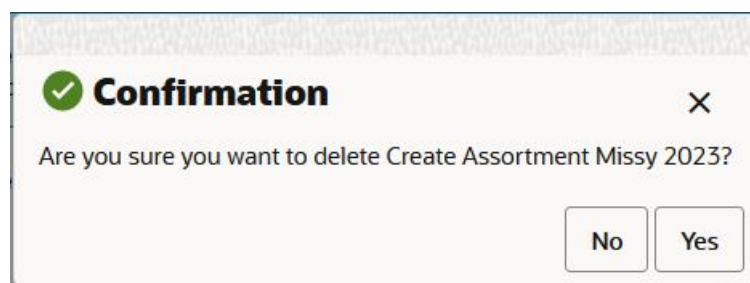 Confirmation
Are you sure you want to delete Create Assortment Missy 2023?
No Yes